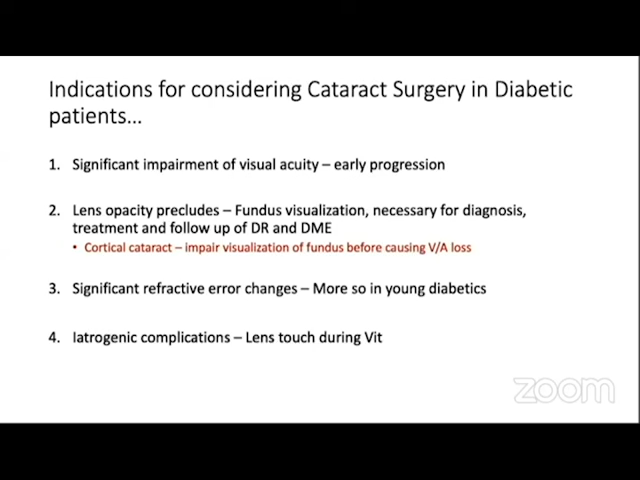 Indications for considering Cataract Surgery in Diabetic
patients…
1. Significant impairment of visual acuity – early progression
2. Lens opacity precludes – Fundus visualization, necessary for diagnosis,
treatment and follow up of DR and DME
• Cortical cataract – impair visualization of fundus before causing V/A loss
3. Significant refractive error changes – More so in young diabetics
4. Iatrogenic complications – Lens touch during Vit
zoom